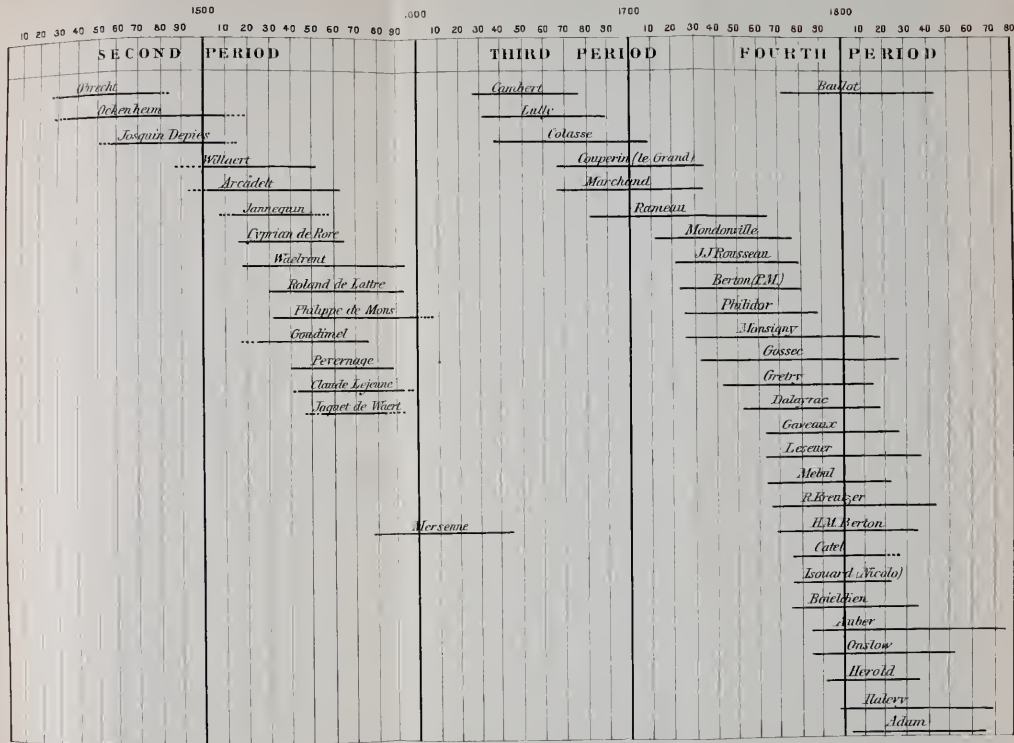 1500 .600 1700 1800
10 20 30 40 50 60 70 80 90 10 20 30 40 50 60 70 80 90 10 20 30 40 50 60 70 80 90 10 20 30 40 50 60 70 80 90 10 20 30 40 50 60 70 80
SECOND PERIOD THIRD PERIOD FOURTH PERIOD
Obrecht
Ockenheim
Josquin Depres
Willaert
Arcadelt
Jannequin
Cyprian de Rore
Waelrent
Roland de Lattre
Philippe de Mons
Goudimel
Pevernage
Claude Lejeune
Jaquet de Waert
Mersenne
Cambert
Lulle
Colasse
Couperin (le Grand)
Marchand
Rameau
Mondonville
J.J Rousseau
Berton (P.M.)
Philidor
Monsigny
Gossec
Gretry
Dalayrac
Gaveaux
Leseuer
Mehul
R.Kreutzer
H.M. Berton
Catel
Isouard (Nicolo)
Boieldieu
Auber
Onslow
Herold
Halevy
Adam
Baillot